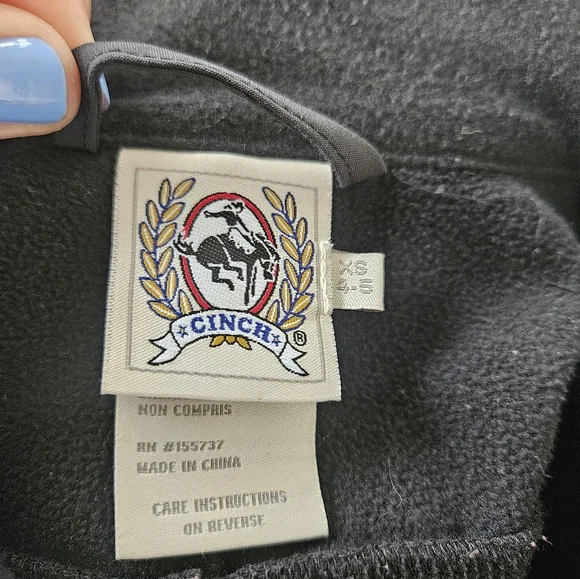 CINCH
®
XS
4-5
NON COMPRIS
RN #155737
MADE IN CHINA
CARE INSTRUCTIONS
ON REVERSE